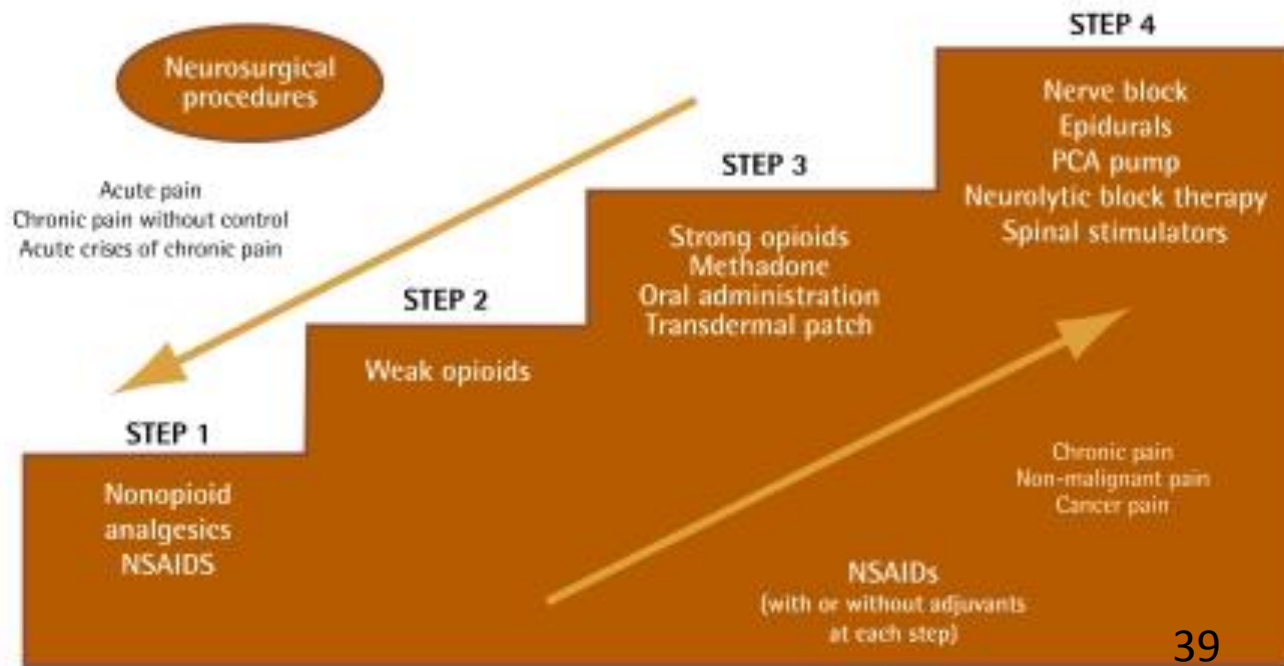 Neurosurgical
procedures
Acute pain
Chronic pain without control
Acute crises of chronic pain
STEP 1
Nonopioid
analgesics
NSAIDS
STEP 2
Weak opioids
STEP 3
Strong opioids
Methadone
Oral administration
Transdermal patch
STEP 4
Nerve block
Epidurals
PCA pump
Neurolytic block therapy
Spinal stimulators
Chronic pain
Non-malignant pain
Cancer pain
NSAIDs
(with or without adjuvants
at each step)
39